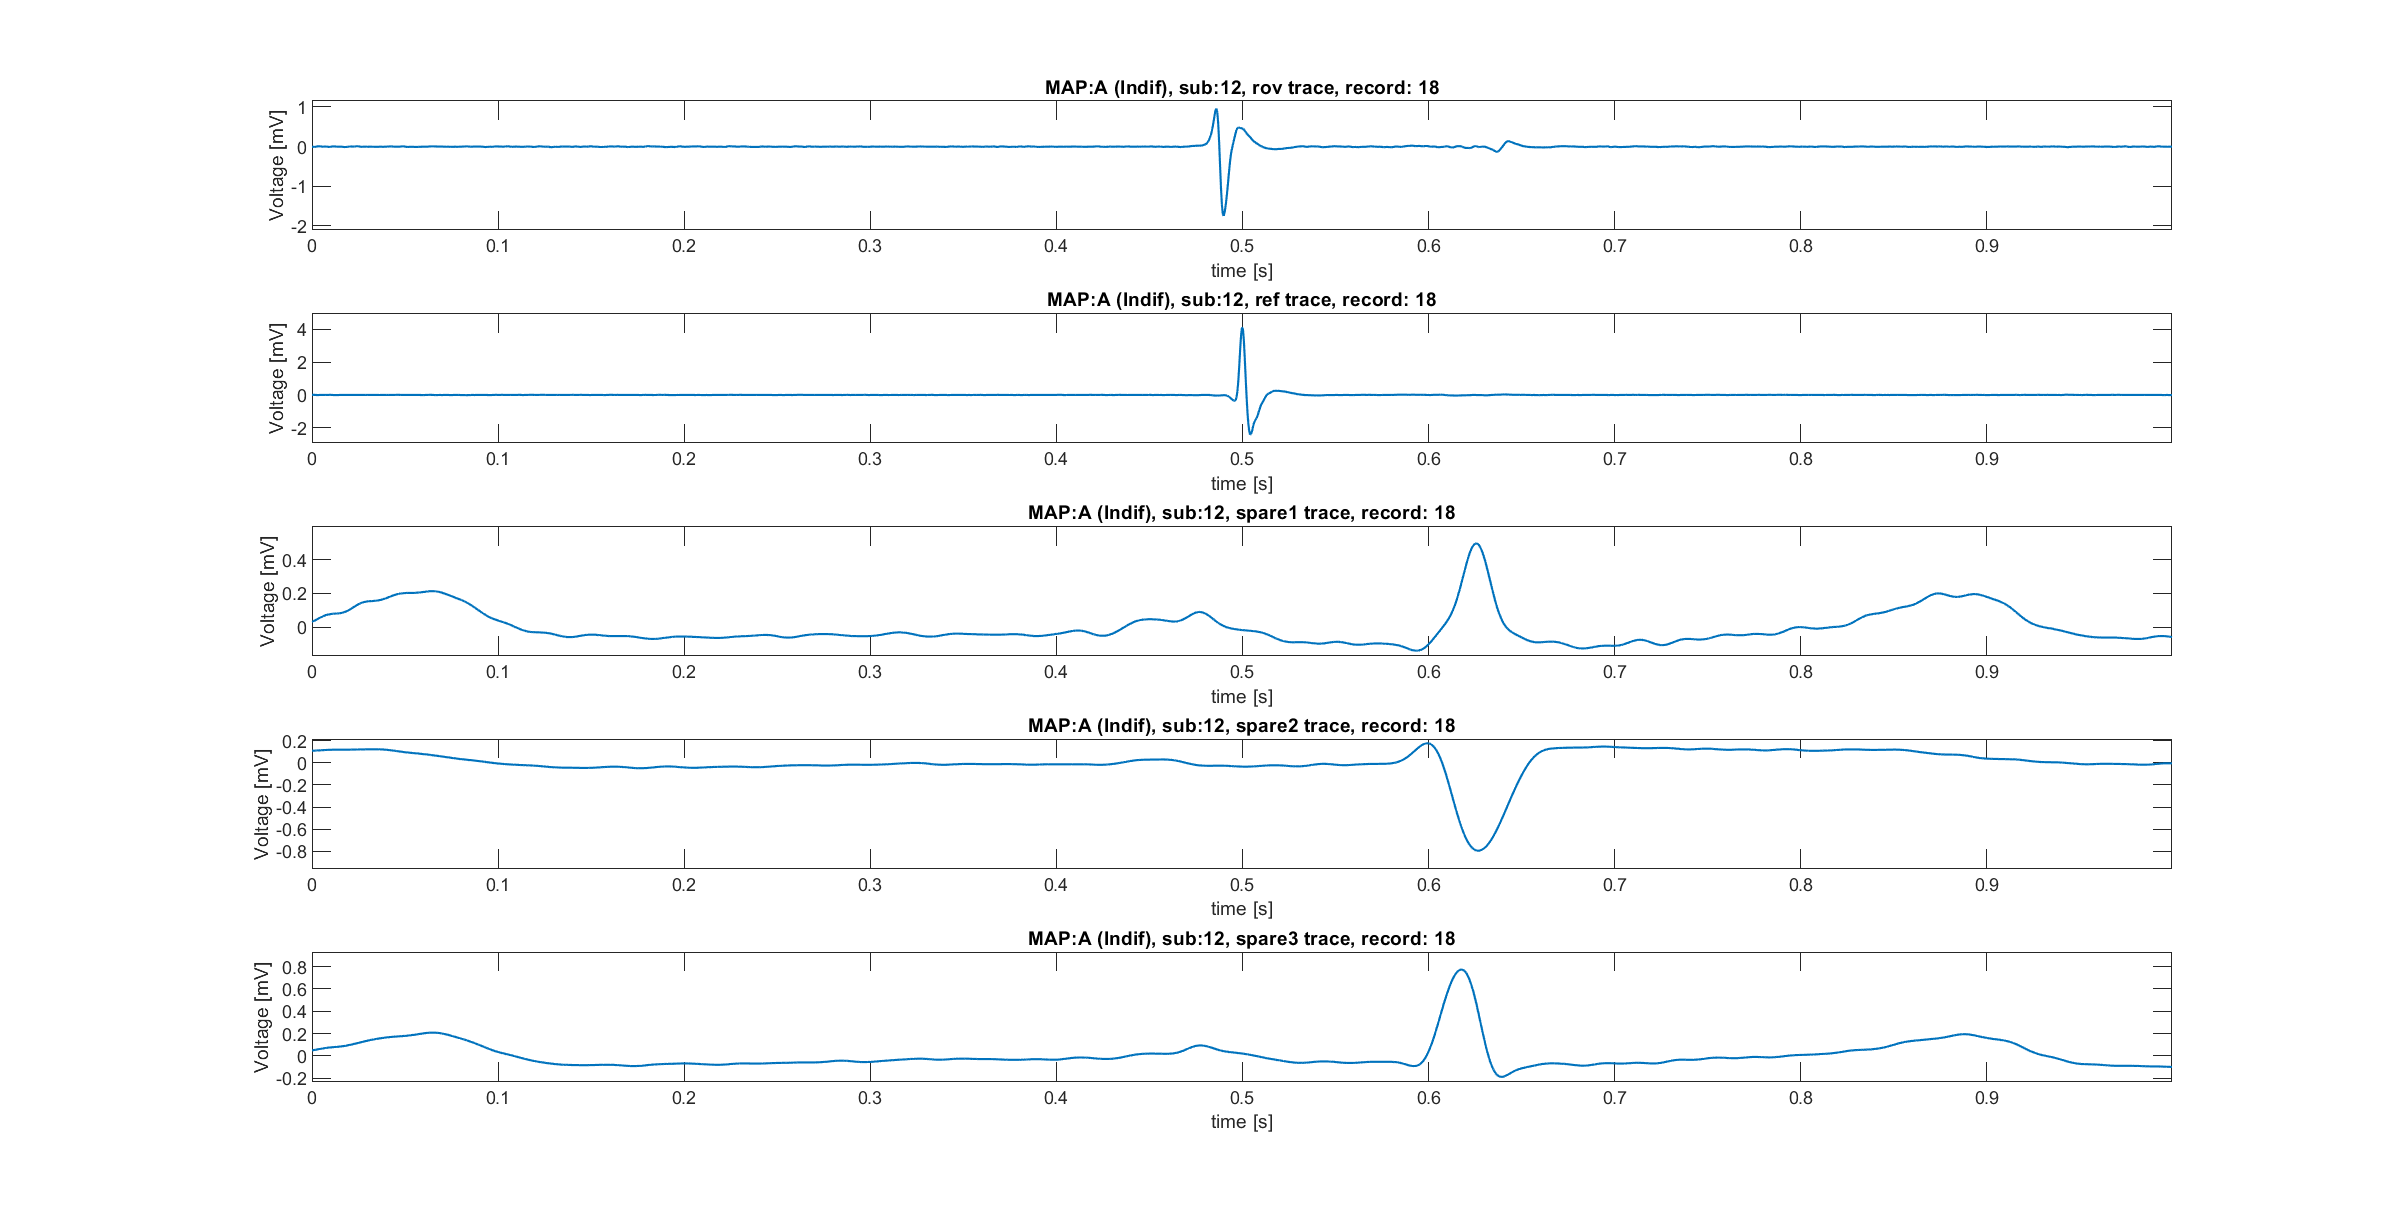 MAP:A (Indif), sub:12, rov trace, record: 18
Voltage [mV]
1
0
-1
-2
0 0.1 0.2 0.3 0.4 0.5 0.6 0.7 0.8 0.9
time [s]
MAP:A (Indif), sub:12, ref trace, record: 18
Voltage [mV]
4
2
0
-2
0 0.1 0.2 0.3 0.4 0.5 0.6 0.7 0.8 0.9
time [s]
MAP:A (Indif), sub:12, spare1 trace, record: 18
Voltage [mV]
0.4
0.2
0
0 0.1 0.2 0.3 0.4 0.5 0.6 0.7 0.8 0.9
time [s]
MAP:A (Indif), sub:12, spare2 trace, record: 18
Voltage [mV]
0.2
0
-0.2
-0.4
-0.6
-0.8
0 0.1 0.2 0.3 0.4 0.5 0.6 0.7 0.8 0.9
time [s]
MAP:A (Indif), sub:12, spare3 trace, record: 18
Voltage [mV]
0.8
0.6
0.4
0.2
0
-0.2
0 0.1 0.2 0.3 0.4 0.5 0.6 0.7 0.8 0.9
time [s]